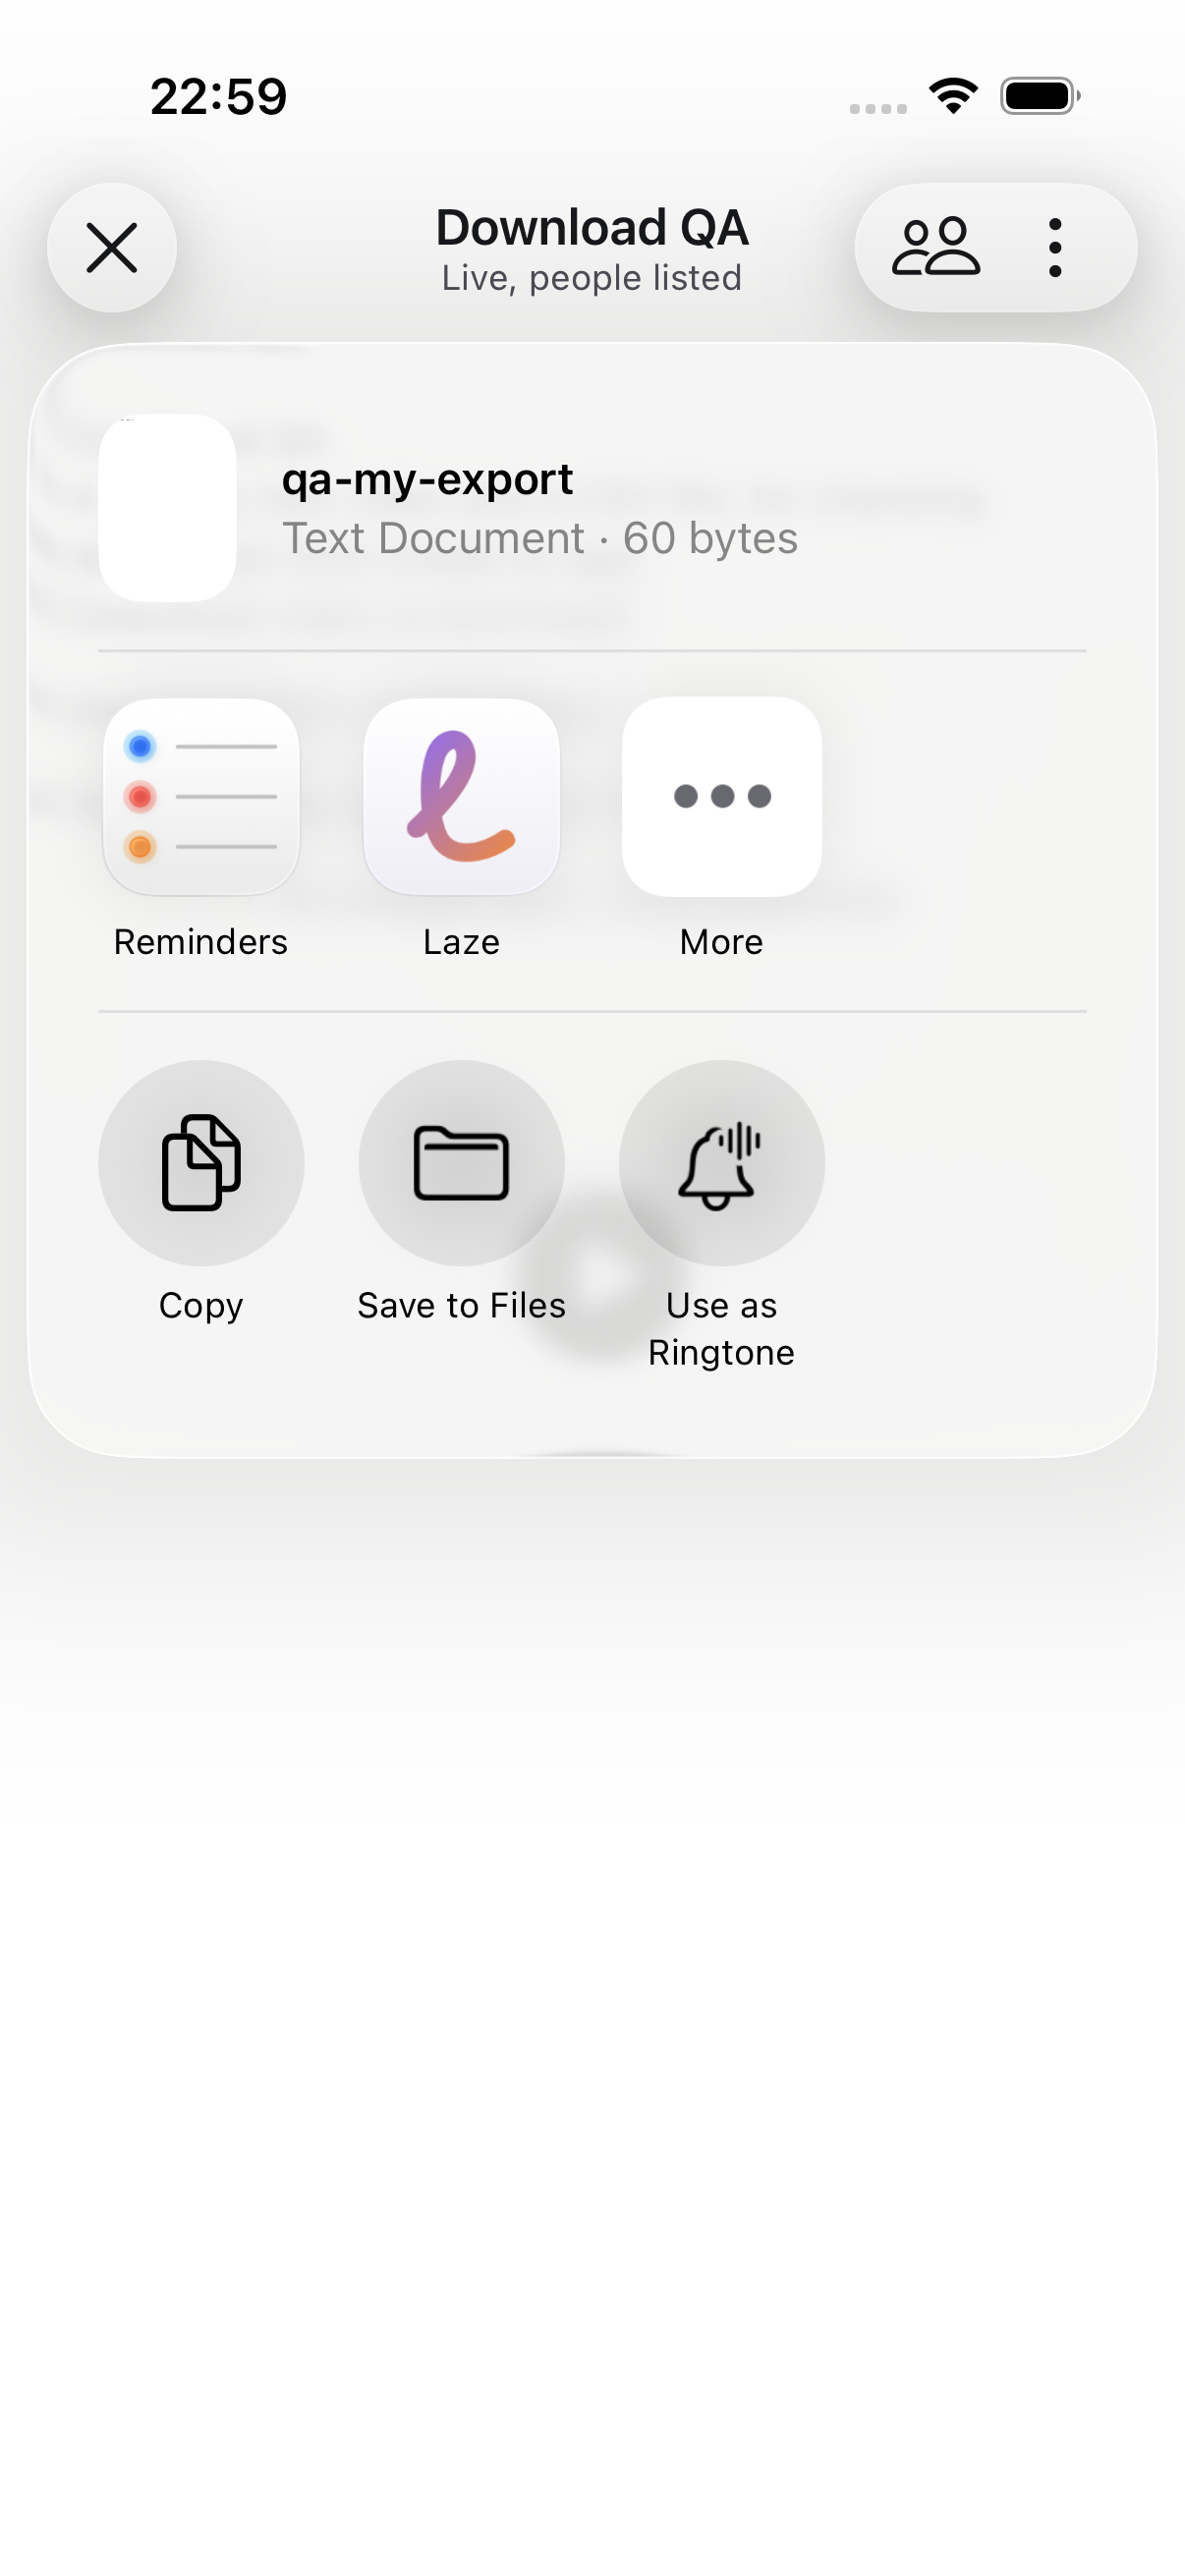 22:59
Download QA
Live, people listed
qa-my-export
Text Document · 60 bytes
Reminders
Laze
More
Copy
Save to Files
Use as
Ringtone